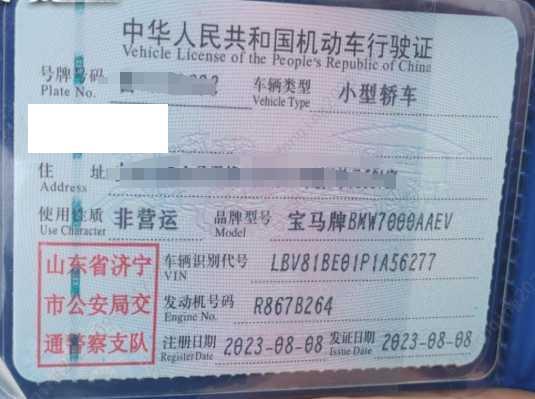 中华人民共和国机动车行驶证
Vehicle License of the People's Republic of China
号牌号码 车辆类型 小型轿车
Plate No. Vehicle Type
住 址
Address
使用性质 非营运 品牌型号 宝马牌BMW7000AAEV
Use Character Model
山东省济宁
市公安局交
通警察支队
车辆识别代号 LBV81BE01P1A56277
VIN
发动机号码 R867B264
Engine No.
注册日期 2023-08-08 发证日期 2023-08-08
Register Date Issue Date